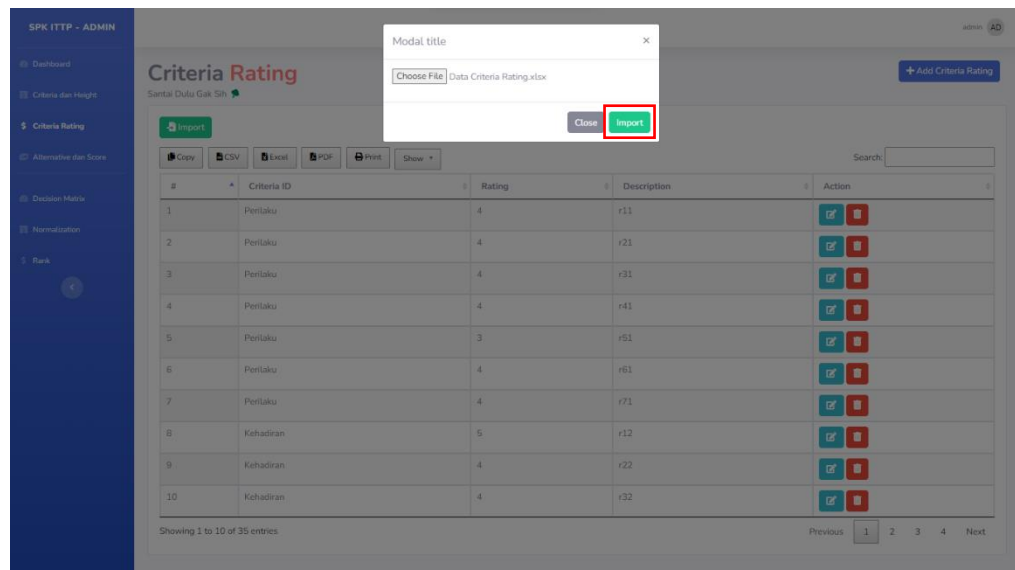 SPK ITTP - ADMIN
Dashboard
Criteria dan Height
$ Criteria Rating
Alternative dan Score
Decision Matrix
Normalization
$ Rank
admin AD
Modal title ×
Choose File Data Criteria Rating.xlsx
Close Import
Criteria Rating
Santai Dulu Gak Sih
+ Add Criteria Rating
Import
Copy CSV Excel PDF Print Show
Search:
# Criteria ID Rating Description Action
1 Perilaku 4 r11
2 Perilaku 4 r21
3 Perilaku 4 r31
4 Perilaku 4 r41
5 Perilaku 3 r51
6 Perilaku 4 r61
7 Perilaku 4 r71
8 Kehadiran 5 r12
9 Kehadiran 4 r22
10 Kehadiran 4 r32
Showing 1 to 10 of 35 entries
Previous 1 2 3 4 Next